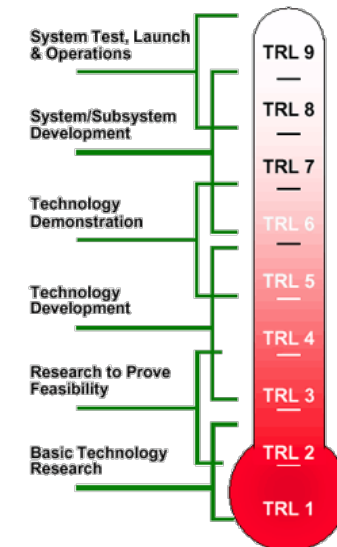 System Test, Launch
& Operations
System/Subsystem
Development
Technology
Demonstration
Technology
Development
Research to Prove
Feasibility
Basic Technology
Research
TRL 9
TRL 8
TRL 7
TRL 6
TRL 5
TRL 4
TRL 3
TRL 2
TRL 1